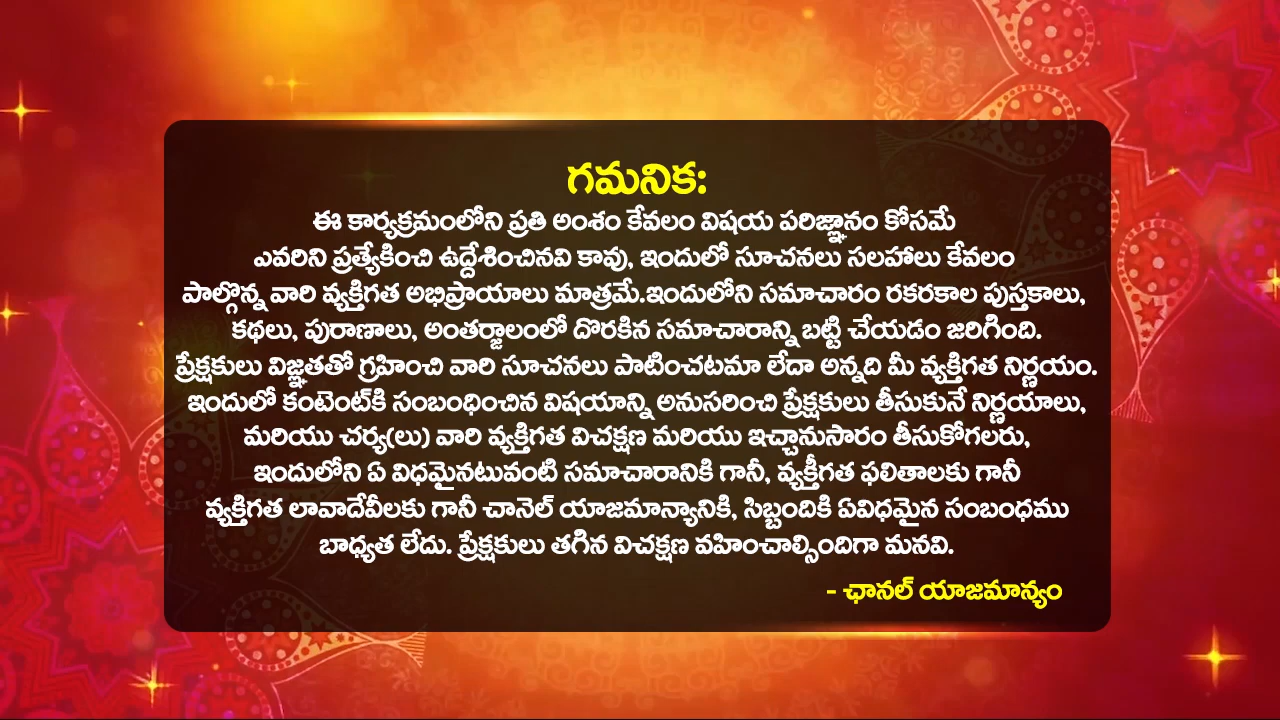 గమనిక:
ఈ కార్యక్రమంలోని ప్రతి అంశం కేవలం విషయ పరిజ్ఞానం కోసమే
ఎవరిని ప్రత్యేకించి ఉద్దేశించినవి కావు, ఇందులో సూచనలు సలహాలు కేవలం
పాల్గొన్న వారి వ్యక్తిగత అభిప్రాయాలు మాత్రమే.ఇందులోని సమాచారం రకరకాల పుస్తకాలు,
కథలు, పురాణాలు, అంతర్జాలంలో దొరకిన సమాచారాన్ని బట్టి చేయడం జరిగింది.
ప్రేక్షకులు విజ్ఞతతో గ్రహించి వారి సూచనలు పాటించటమా లేదా అన్నది మీ వ్యక్తిగత నిర్ణయం.
ఇందులో కంటెంట్‌కి సంబంధించిన విషయాన్ని అనుసరించి ప్రేక్షకులు తీసుకునే నిర్ణయాలు,
మరియు చర్య(లు) వారి వ్యక్తిగత విచక్షణ మరియు ఇచ్చానుసారం తీసుకోగలరు,
ఇందులోని ఏ విధమైనటువంటి సమాచారానికి గానీ, వ్యక్తీగత ఫలితాలకు గానీ
వ్యక్తిగత లావాదేవీలకు గానీ చానెల్ యాజమాన్యానికి, సిబ్బందికి ఏవిధమైన సంబంధము
బాధ్యత లేదు. ప్రేక్షకులు తగిన విచక్షణ వహించాల్సిందిగా మనవి.
- ఛానల్ యాజమాన్యం